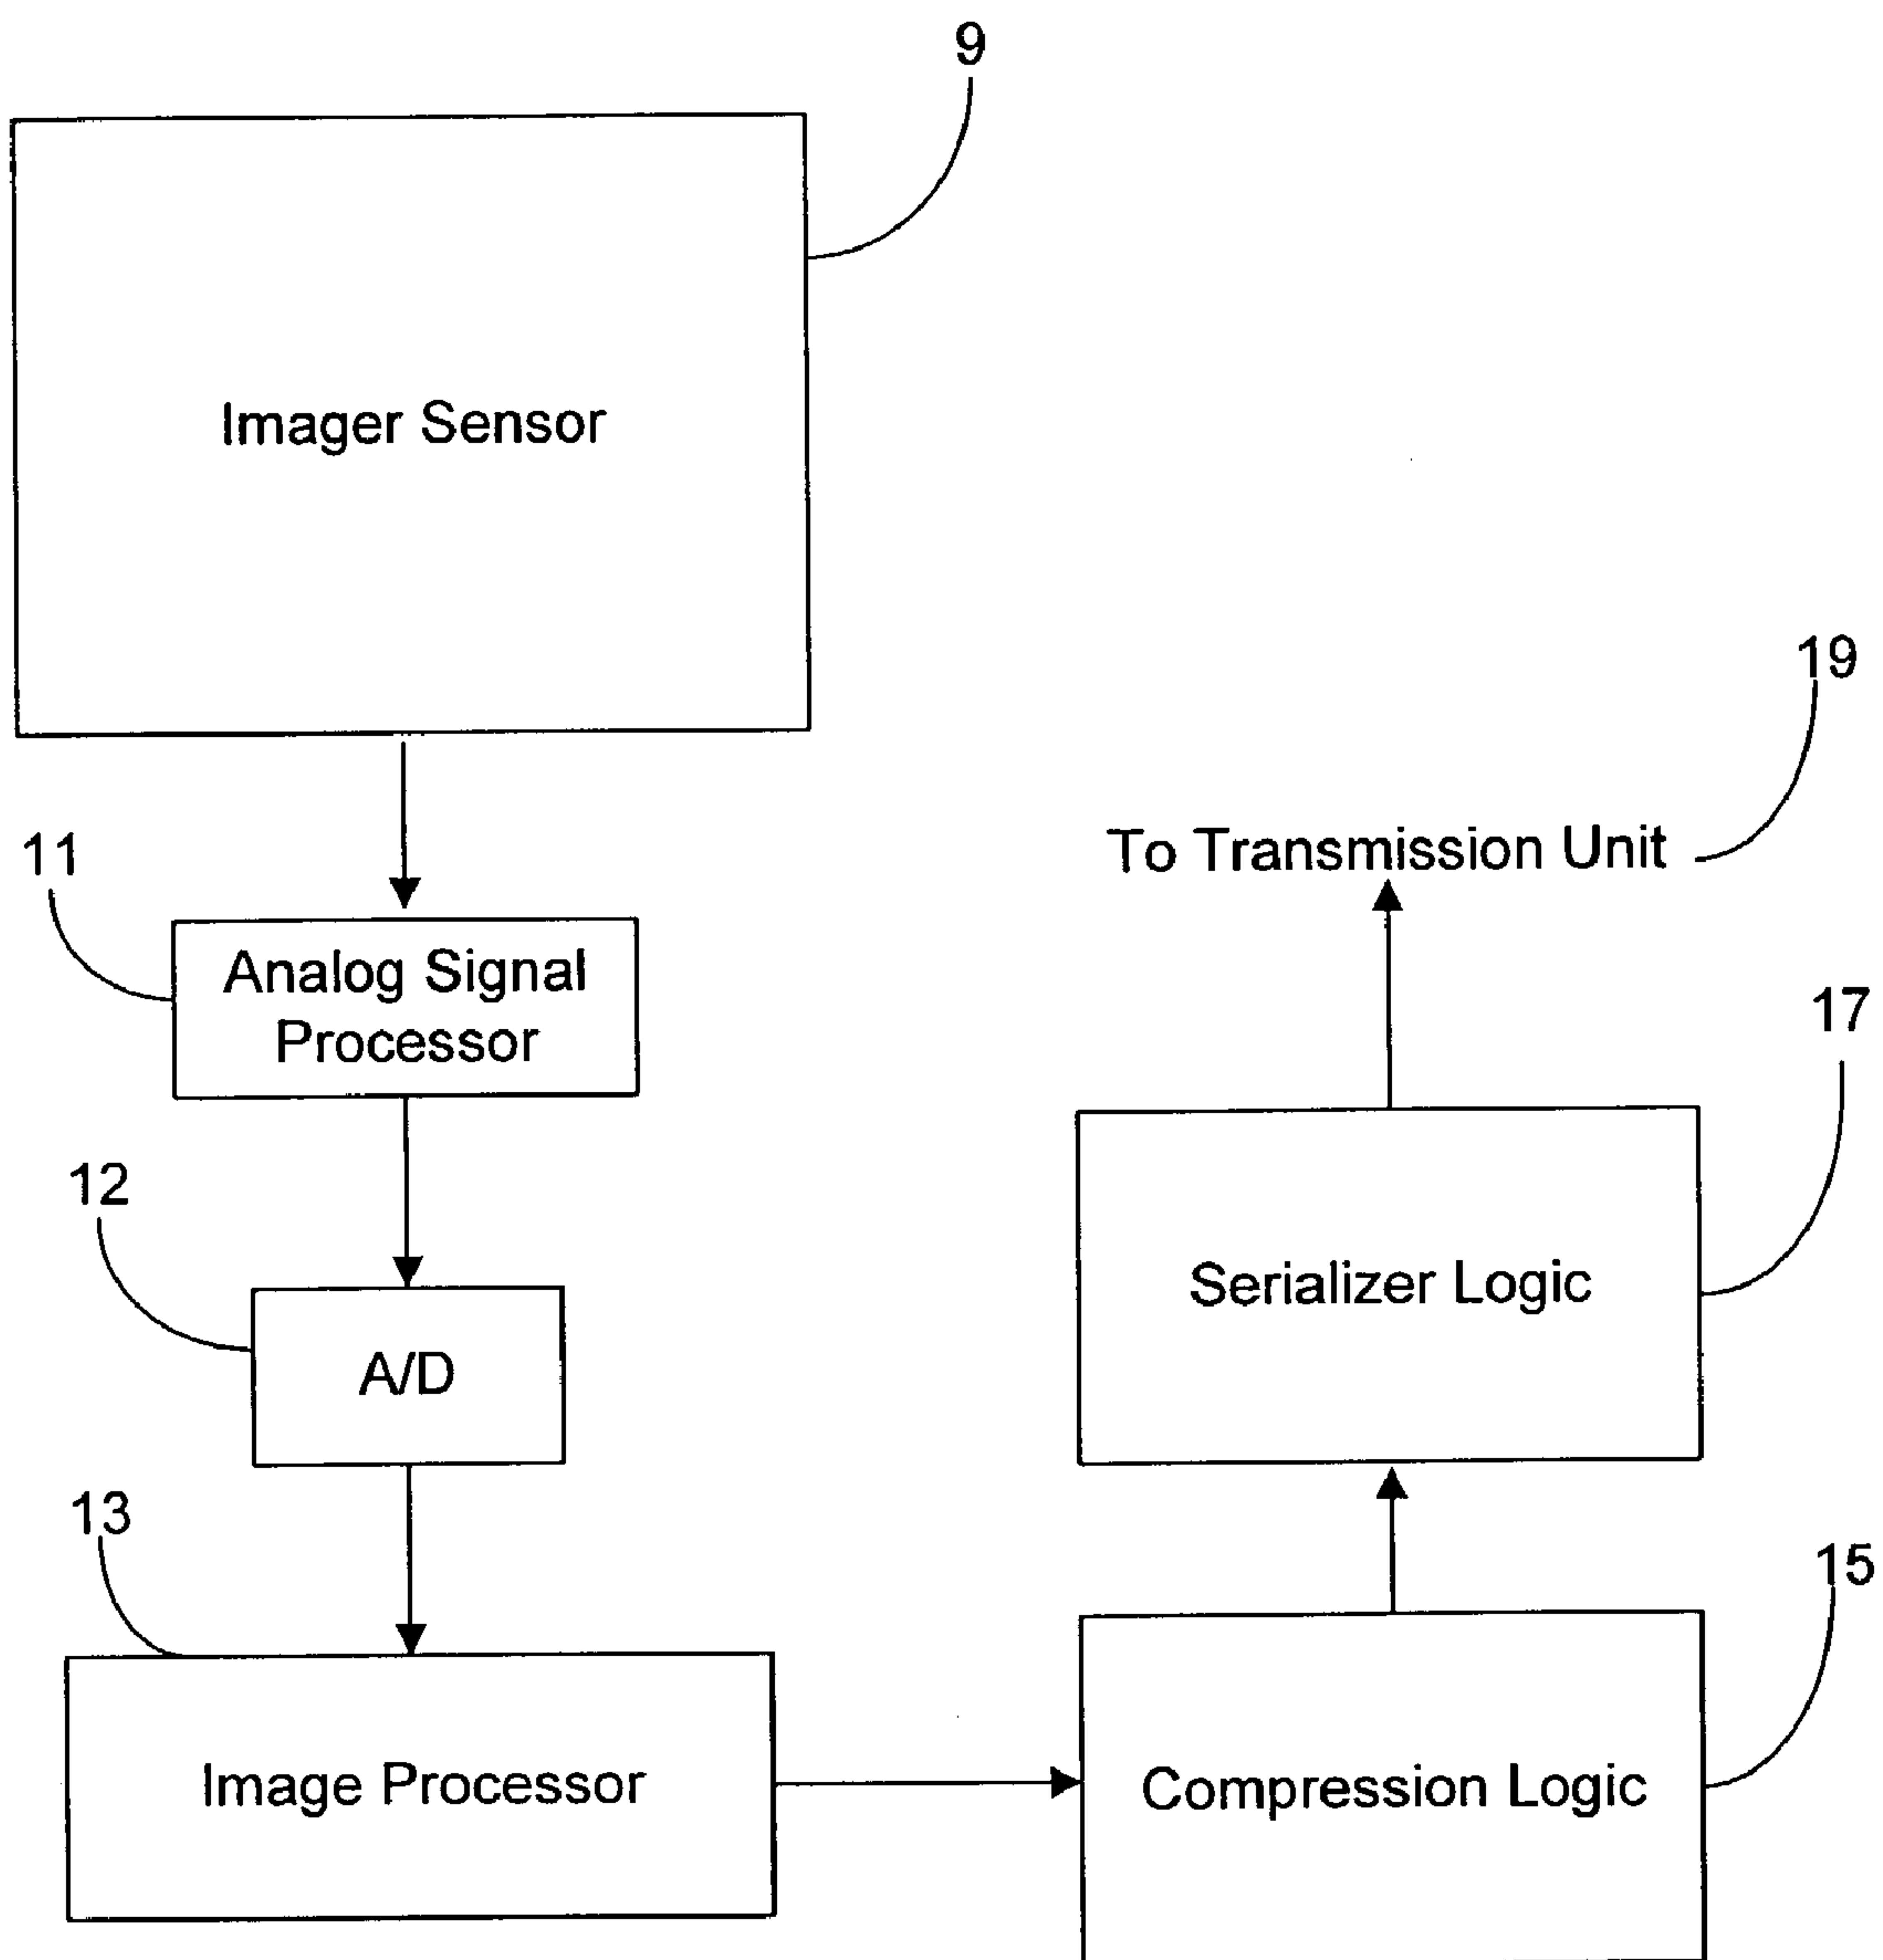 9
Imager Sensor
19
To Transmission Unit
11
Analog Signal
Processor
17
12
Serializer Logic
A/D
13
15
Image Processor
Compression Logic